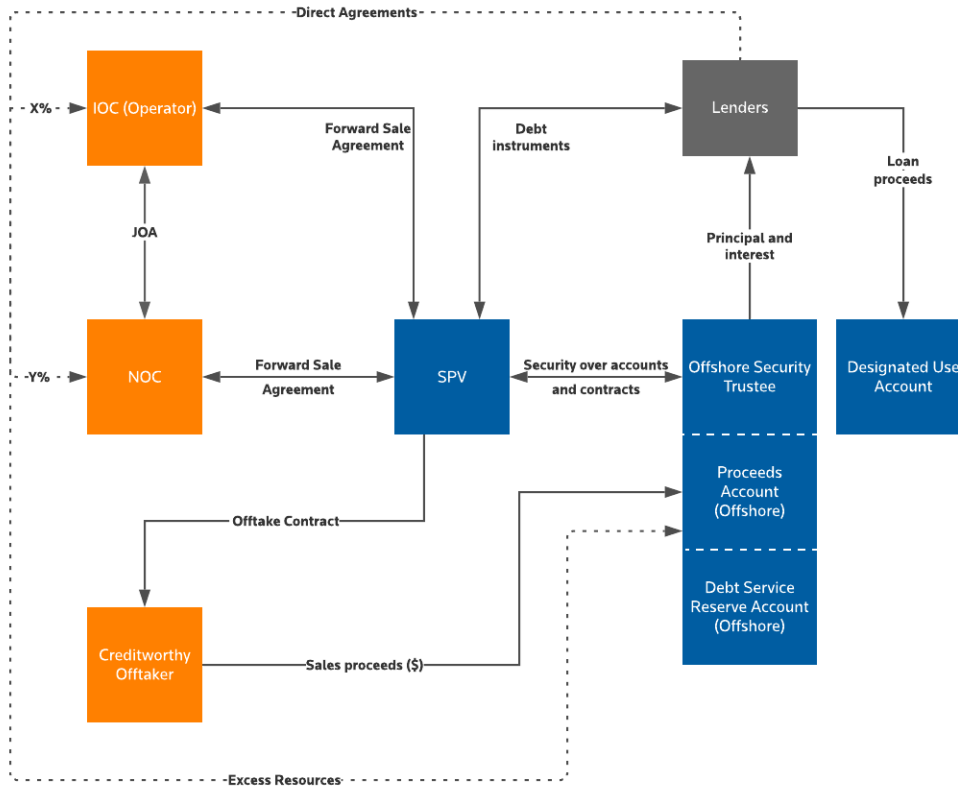 Direct Agreements
X%
IOC (Operator)
Forward Sale
Agreement
Debt
instruments
Lenders
Loan
proceeds
JOA
Principal and
interest
Y%
NOC
Forward Sale
Agreement
SPV
Security over accounts
and contracts
Offshore Security
Trustee
Designated Use
Account
Proceeds
Account
(Offshore)
Offtake Contract
Debt Service
Reserve Account
(Offshore)
Creditworthy
Offtaker
Sales proceeds ($)
Excess Resources